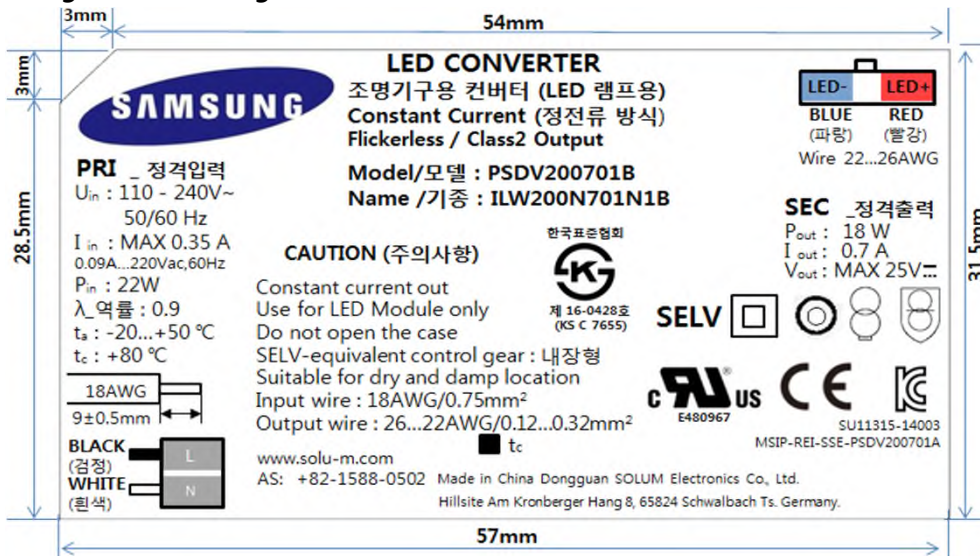 3mm
54mm
3mm
28.5mm
31.5mm
SAMSUNG
LED CONVERTER
조명기구용 컨버터 (LED 램프용)
Constant Current (정전류 방식)
Flickerless / Class2 Output
Model/모델 : PSDV200701B
Name /기종 : ILW200N701N1B
LED- LED+
BLUE RED
(파랑) (빨강)
Wire 22...26AWG
PRI _ 정격입력
Uin : 110 - 240V~
50/60 Hz
I in : MAX 0.35 A
0.09A...220Vac,60Hz
Pin : 22W
λ_역률 : 0.9
ta : -20...+50 ℃
tc : +80 ℃
18AWG
9±0.5mm
BLACK
(검정)
L
WHITE
(흰색)
N
CAUTION (주의사항)
Constant current out
Use for LED Module only
Do not open the case
SELV-equivalent control gear : 내장형
Suitable for dry and damp location
Input wire : 18AWG/0.75mm²
Output wire : 26...22AWG/0.12...0.32mm²
tc
한국표준협회
제 16-0428호
(KS C 7655)
SEC _정격출력
Pout : 18 W
I out : 0.7 A
Vout : MAX 25V
SELV
c RU US
E480967
CE
SU11315-14003
MSIP-REI-SSE-PSDV200701A
www.solu-m.com
AS: +82-1588-0502
Made in China Dongguan SOLUM Electronics Co., Ltd.
Hillsite Am Kronberger Hang 8, 65824 Schwalbach Ts. Germany.
57mm